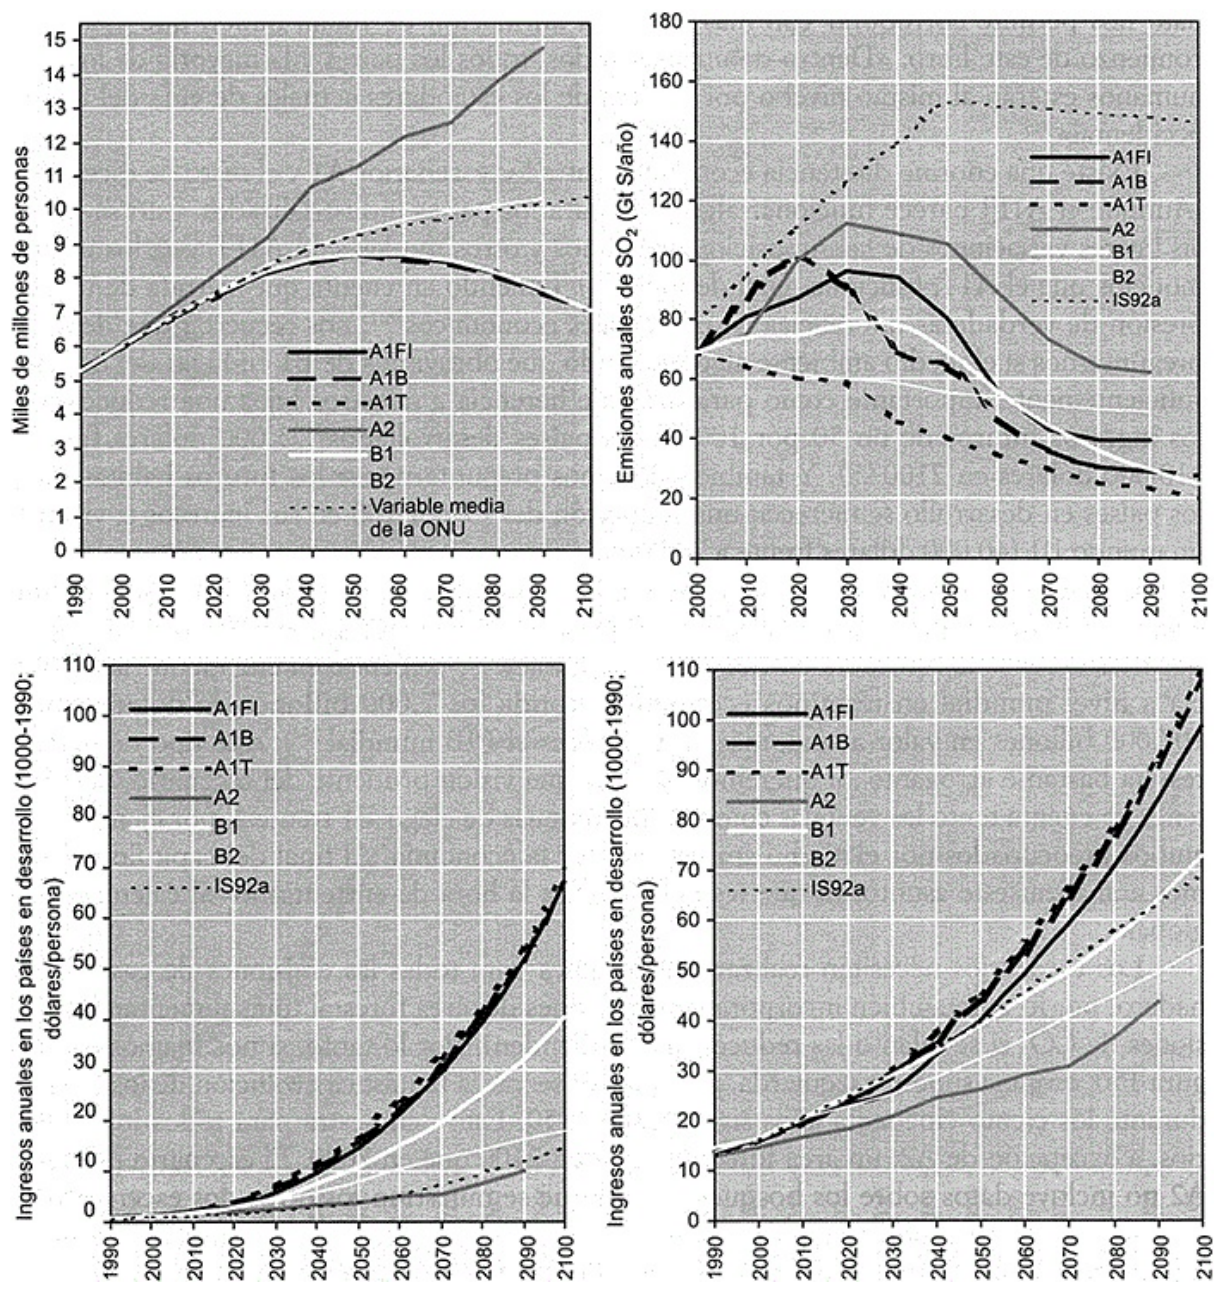 Miles de millones de personas
15
14
13
12
11
10
9
8
7
6
5
4
3
2
1
0
A1FI
A1B
A1T
A2
B1
B2
Variable media
de la ONU
1990
2000
2010
2020
2030
2040
2050
2060
2070
2080
2090
2100
Emisiones anuales de SO2 (Gt S/año)
180
160
140
120
100
80
60
40
20
0
A1FI
A1B
A1T
A2
B1
B2
IS92a
2000
2010
2020
2030
2040
2050
2060
2070
2080
2090
2100
Ingresos anuales en los países en desarrollo (1000-1990;
dólares/persona)
110
100
90
80
70
60
50
40
30
20
10
0
A1FI
A1B
A1T
A2
B1
B2
IS92a
1990
2000
2010
2020
2030
2040
2050
2060
2070
2080
2090
2100
Ingresos anuales en los países en desarrollo (1000-1990;
dólares/persona)
110
100
90
80
70
60
50
40
30
20
10
0
A1FI
A1B
A1T
A2
B1
B2
IS92a
1990
2000
2010
2020
2030
2040
2050
2060
2070
2080
2090
2100